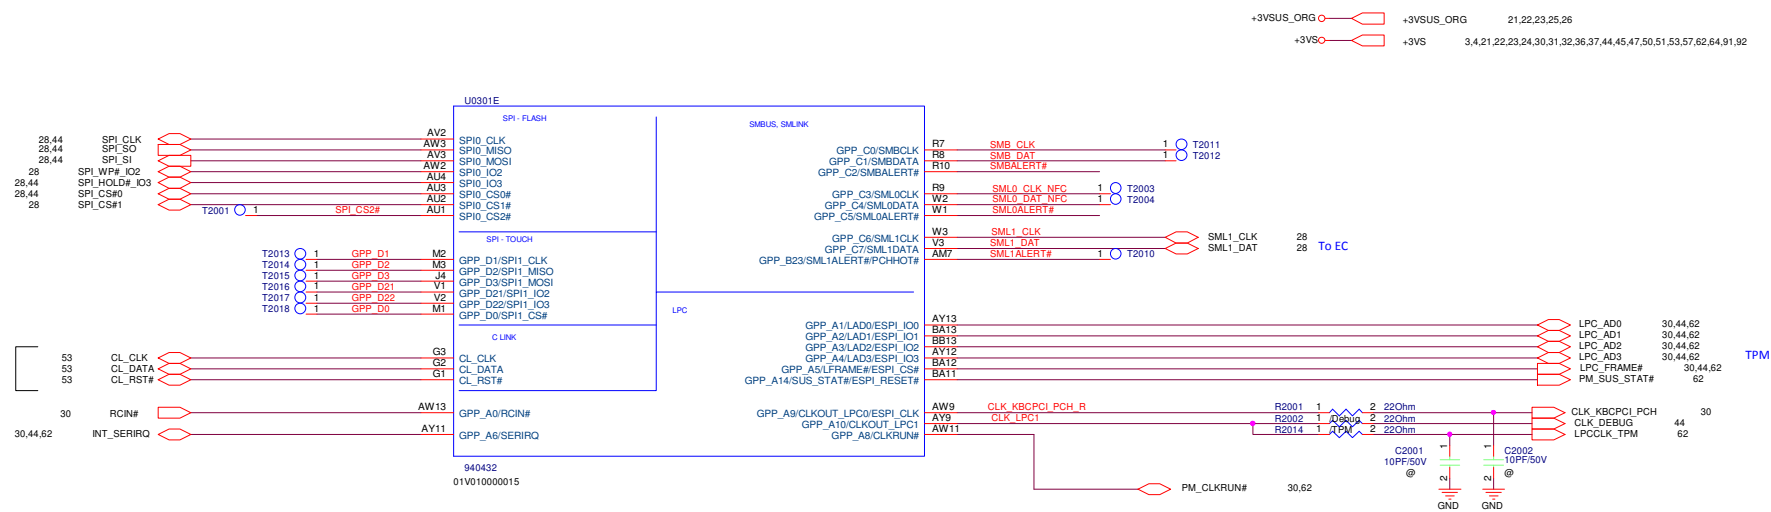 +3VSUS_ORG +3VSUS_ORG 21,22,23,25,26
+3VS +3VS 3,4,21,22,23,24,30,31,32,36,37,44,45,47,50,51,53,57,62,64,91,92
U0301E
SPI - FLASH
SMBUS, SMLINK
28,44 SPI_CLK AV2 SPI0_CLK
28,44 SPI_SO AW3 SPI0_MISO
28,44 SPI_SI AV3 SPI0_MOSI
28 SPI_WP#_IO2 AW2 SPI0_IO2
28,44 SPI_HOLD#_IO3 AU4 SPI0_IO3
28,44 SPI_CS#0 AU3 SPI0_CS0#
28 SPI_CS#1 AU2 SPI0_CS1#
T2001 1 SPI_CS2# AU1 SPI0_CS2#
GPP_C0/SMBCLK R7 SMB_CLK 1 T2011
GPP_C1/SMBDATA R8 SMB_DAT 1 T2012
GPP_C2/SMBALERT# R10 SMBALERT#
GPP_C3/SML0CLK R9 SML0_CLK_NFC 1 T2003
GPP_C4/SML0DATA W2 SML0_DAT_NFC 1 T2004
GPP_C5/SML0ALERT# W1 SML0ALERT#
GPP_C6/SML1CLK W3 SML1_CLK SML1_CLK 28
GPP_C7/SML1DATA V3 SML1_DAT SML1_DAT 28
To EC
GPP_B23/SML1ALERT#/PCHHOT# AM7 SML1ALERT# 1 T2010
SPI - TOUCH
T2013 1 GPP_D1 M2 GPP_D1/SPI1_CLK
T2014 1 GPP_D2 M3 GPP_D2/SPI1_MISO
T2015 1 GPP_D3 J4 GPP_D3/SPI1_MOSI
T2016 1 GPP_D21 V1 GPP_D21/SPI1_IO2
T2017 1 GPP_D22 V2 GPP_D22/SPI1_IO3
T2018 1 GPP_D0 M1 GPP_D0/SPI1_CS#
LPC
GPP_A1/LAD0/ESPI_IO0 AY13 LPC_AD0 30,44,62
GPP_A2/LAD1/ESPI_IO1 BA13 LPC_AD1 30,44,62
GPP_A3/LAD2/ESPI_IO2 BB13 LPC_AD2 30,44,62
GPP_A4/LAD3/ESPI_IO3 AY12 LPC_AD3 30,44,62
GPP_A5/LFRAME#/ESPI_CS# BA12 LPC_FRAME# 30,44,62
GPP_A14/SUS_STAT#/ESPI_RESET# BA11 PM_SUS_STAT# 62
TPM
C LINK
53 CL_CLK G3 CL_CLK
53 CL_DATA G2 CL_DATA
53 CL_RST# G1 CL_RST#
30 RCIN# AW13 GPP_A0/RCIN#
30,44,62 INT_SERIRQ AY11 GPP_A6/SERIRQ
GPP_A9/CLKOUT_LPC0/ESPI_CLK AW9 CLK_KBCPCI_PCH_R R2001 1 2 22Ohm CLK_KBCPCI_PCH 30
GPP_A10/CLKOUT_LPC1 AY9 CLK_LPC1 R2002 1 /Debug 2 22Ohm CLK_DEBUG 44
GPP_A8/CLKRUN# AW11 R2014 1 /TPM 2 22Ohm LPCCLK_TPM 62
C2001 1 10PF/50V @ 2 GND
C2002 1 10PF/50V @ 2 GND
940432
01V010000015
PM_CLKRUN# 30,62